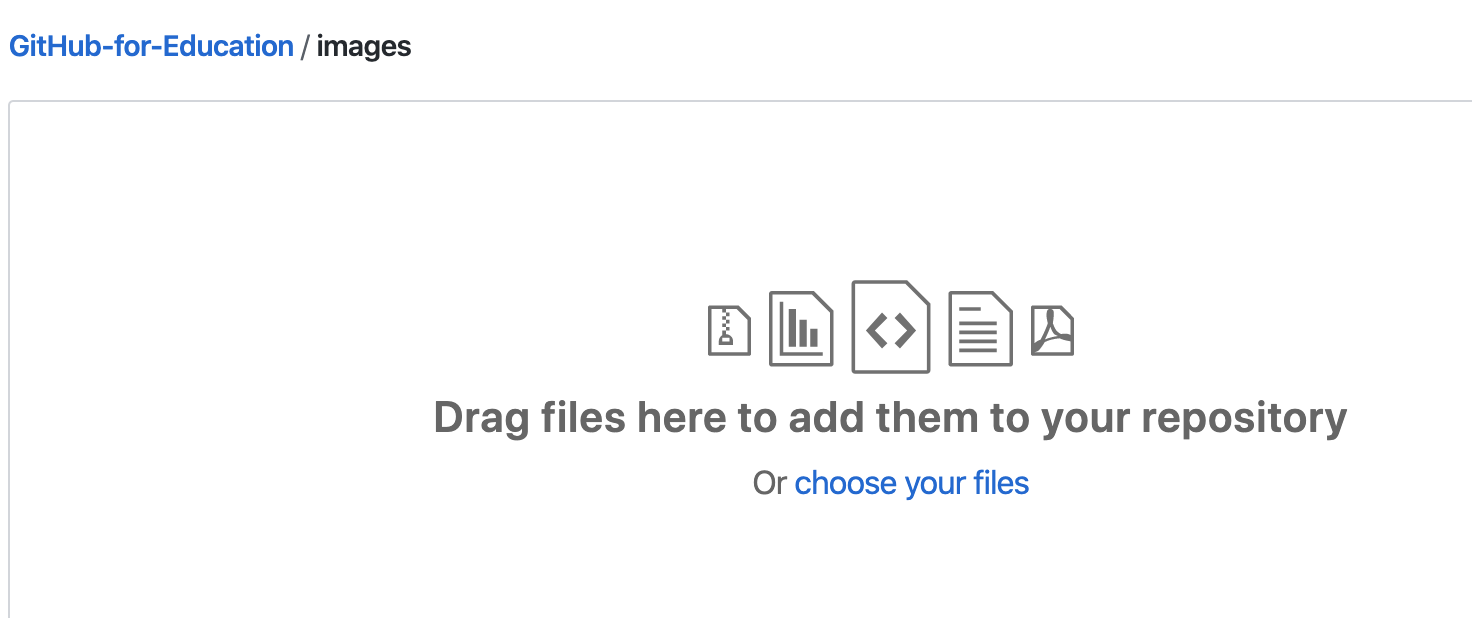 GitHub-for-Education / images
Drag files here to add them to your repository
Or choose your files